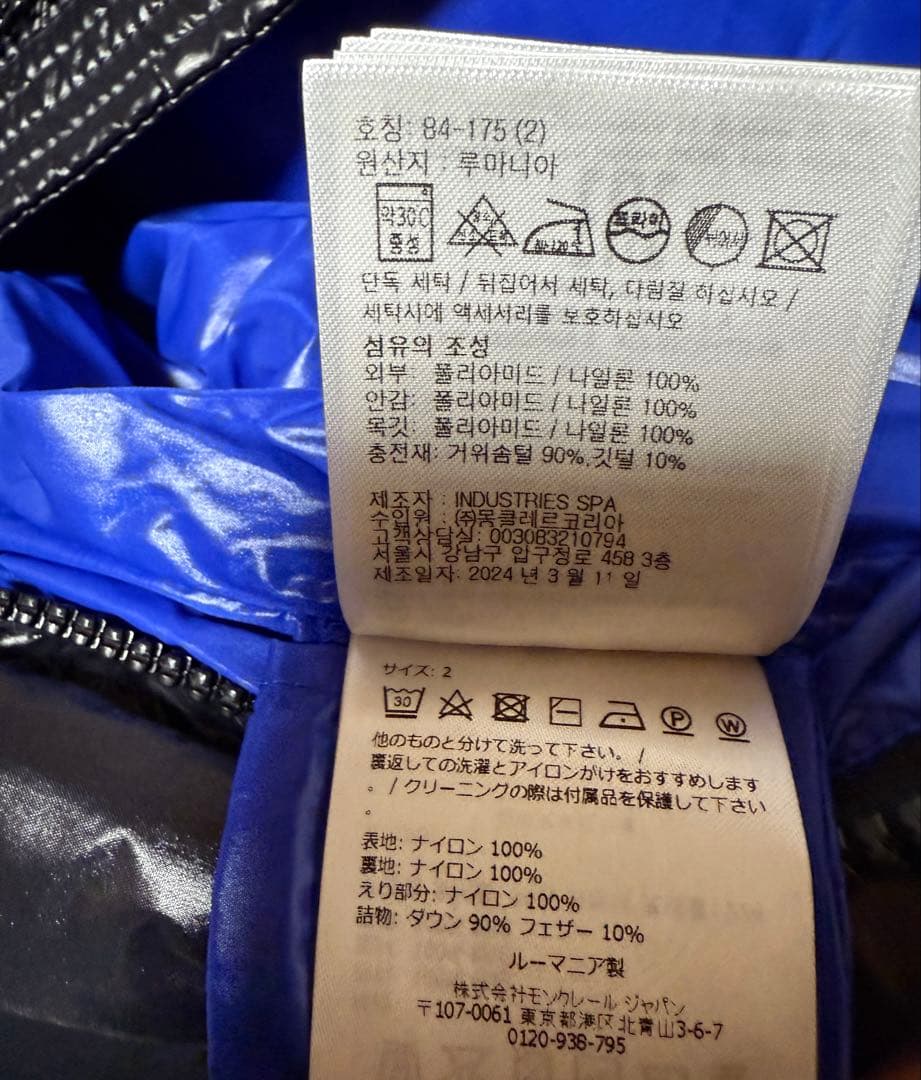 호칭: 84-175 (2)
원산지 : 루마니아
약30℃
중성
드라이
단독 세탁 / 뒤집어서 세탁, 다림질 하십시오 /
세탁시에 액세서리를 보호하십시오
섬유의 조성
외부: 폴리아미드 / 나일론 100%
안감: 폴리아미드 / 나일론 100%
목깃: 폴리아미드 / 나일론 100%
충전재: 거위솜털 90%,깃털 10%
제조자 : INDUSTRIES SPA
수입원 : ㈜몽클레르코리아
고객상담실: 003083210794
서울시 강남구 압구정로 458 3층
제조일자: 2024 년 3 월 11 일
サイズ: 2
30
P
W
他のものと分けて洗って下さい。 /
裏返しての洗濯とアイロンがけをおすすめします
。 / クリーニングの際は付属品を保護して下さい
。
表地: ナイロン 100%
裏地: ナイロン 100%
えり部分: ナイロン 100%
詰物: ダウン 90% フェザー 10%
ルーマニア製
株式会社モンクレール ジャパン
〒107-0061 東京都港区北青山3-6-7
0120-938-795